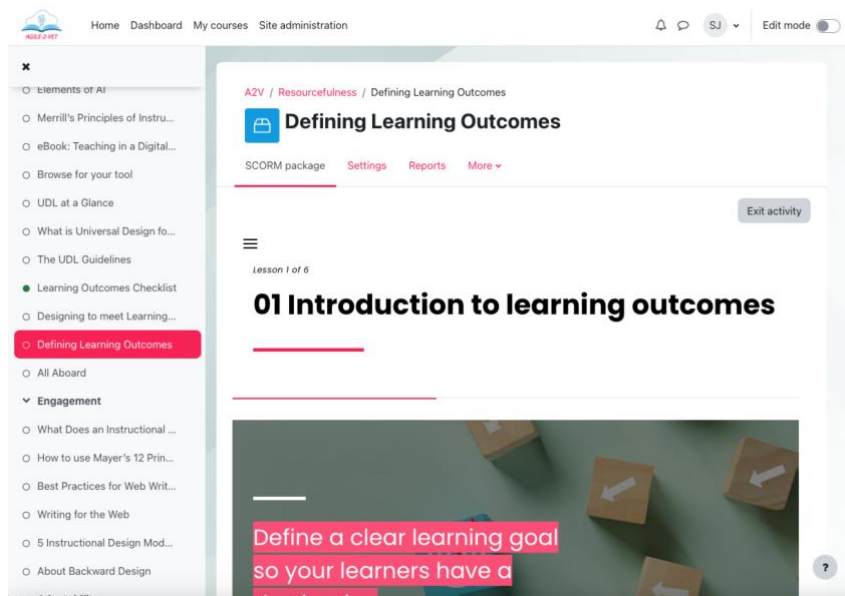 AGILE-2-VET
Home Dashboard My courses Site administration
SJ
Edit mode
Elements of AI
Merrill's Principles of Instru...
eBook: Teaching in a Digital...
Browse for your tool
UDL at a Glance
What is Universal Design fo...
The UDL Guidelines
Learning Outcomes Checklist
Designing to meet Learning...
Defining Learning Outcomes
All Aboard
Engagement
What Does an Instructional ...
How to use Mayer's 12 Prin...
Best Practices for Web Writ...
Writing for the Web
5 Instructional Design Mod...
About Backward Design
A2V / Resourcefulness / Defining Learning Outcomes
Defining Learning Outcomes
SCORM package Settings Reports More
Exit activity
Lesson 1 of 6
01 Introduction to learning outcomes
Define a clear learning goal
so your learners have a
?